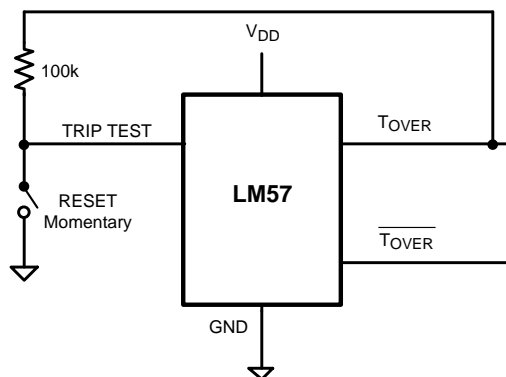 VDD
100k
TRIP TEST
TOVER
LM57
RESET
Momentary
TOVER
GND